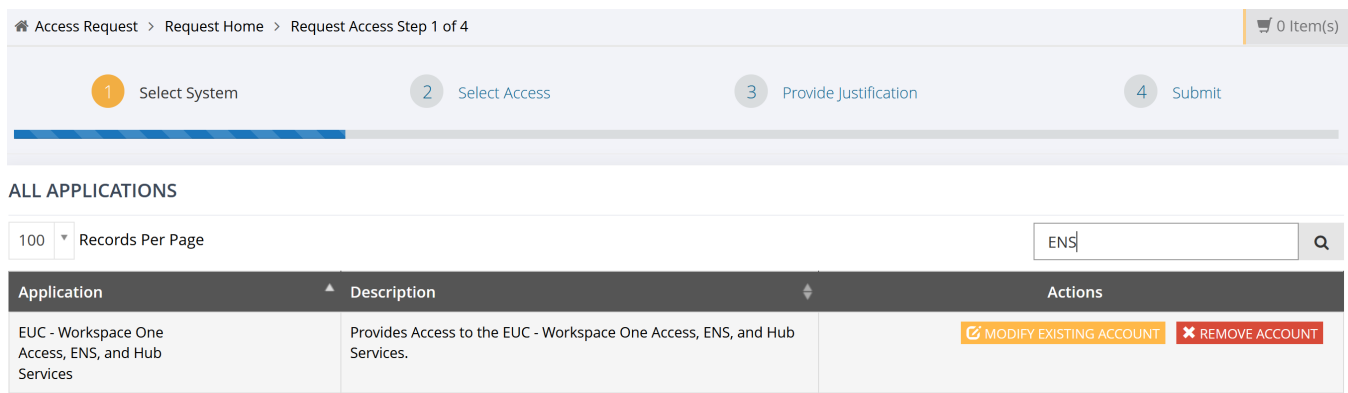 Access Request > Request Home > Request Access Step 1 of 4
0 Item(s)
1 Select System
2 Select Access
3 Provide Justification
4 Submit
ALL APPLICATIONS
100 Records Per Page
ENS
Application Description Actions
EUC - Workspace One
Access, ENS, and Hub
Services
Provides Access to the EUC - Workspace One Access, ENS, and Hub
Services.
MODIFY EXISTING ACCOUNT
REMOVE ACCOUNT